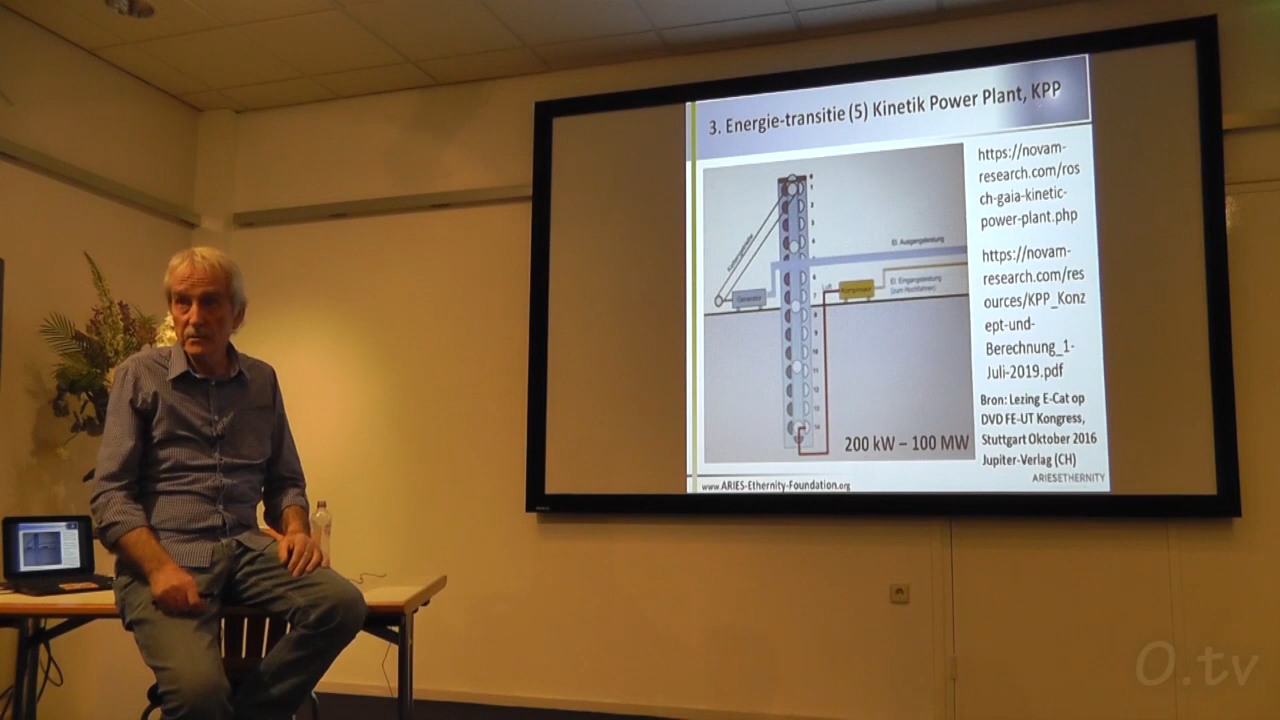 3. Energie-transitie (5) Kinetik Power Plant, KPP
https://novam-
research.com/ros
ch-gaia-kinetic-
power-plant.php
https://novam-
research.com/res
ources/KPP_Konz
ept-und-
Berechnung_1-
Juli-2019.pdf
Bron: Lezing E-Cat op
DVD FE-UT Kongress,
Stuttgart Oktober 2016
Jupiter-Verlag (CH)
ARIESETHERNITY
El. Ausgangsleistung
Generator
Luft
Kompressor
El. Eingangsleistung
(zum Hochfahren)
200 kW – 100 MW
www.ARIES-Ethernity-Foundation.org
O.tv